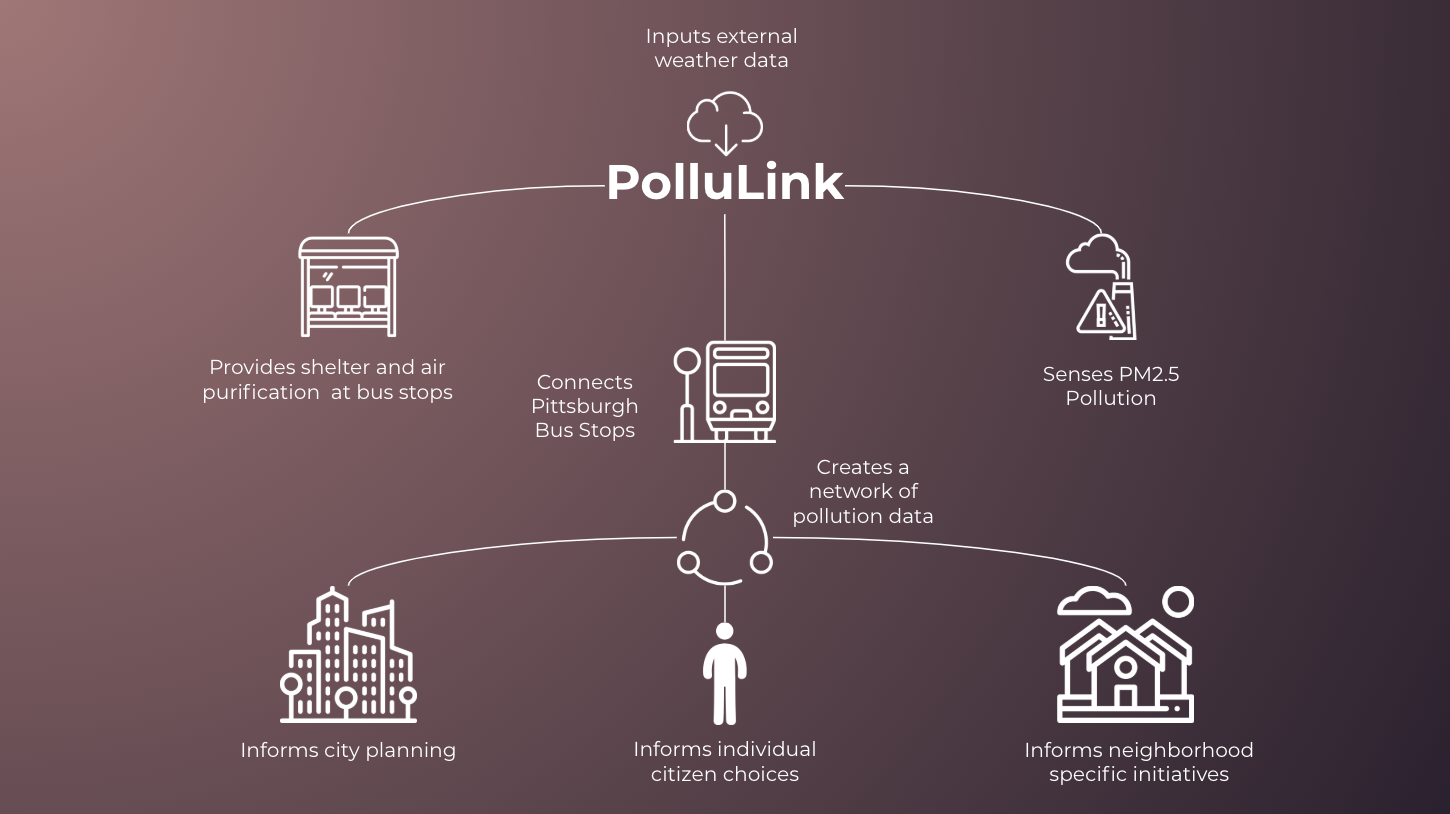 Inputs external
weather data
PolluLink
Provides shelter and air
purification  at bus stops
Connects
Pittsburgh
Bus Stops
Senses PM2.5
Pollution
Creates a
network of
pollution data
Informs city planning
Informs individual
citizen choices
Informs neighborhood
specific initiatives